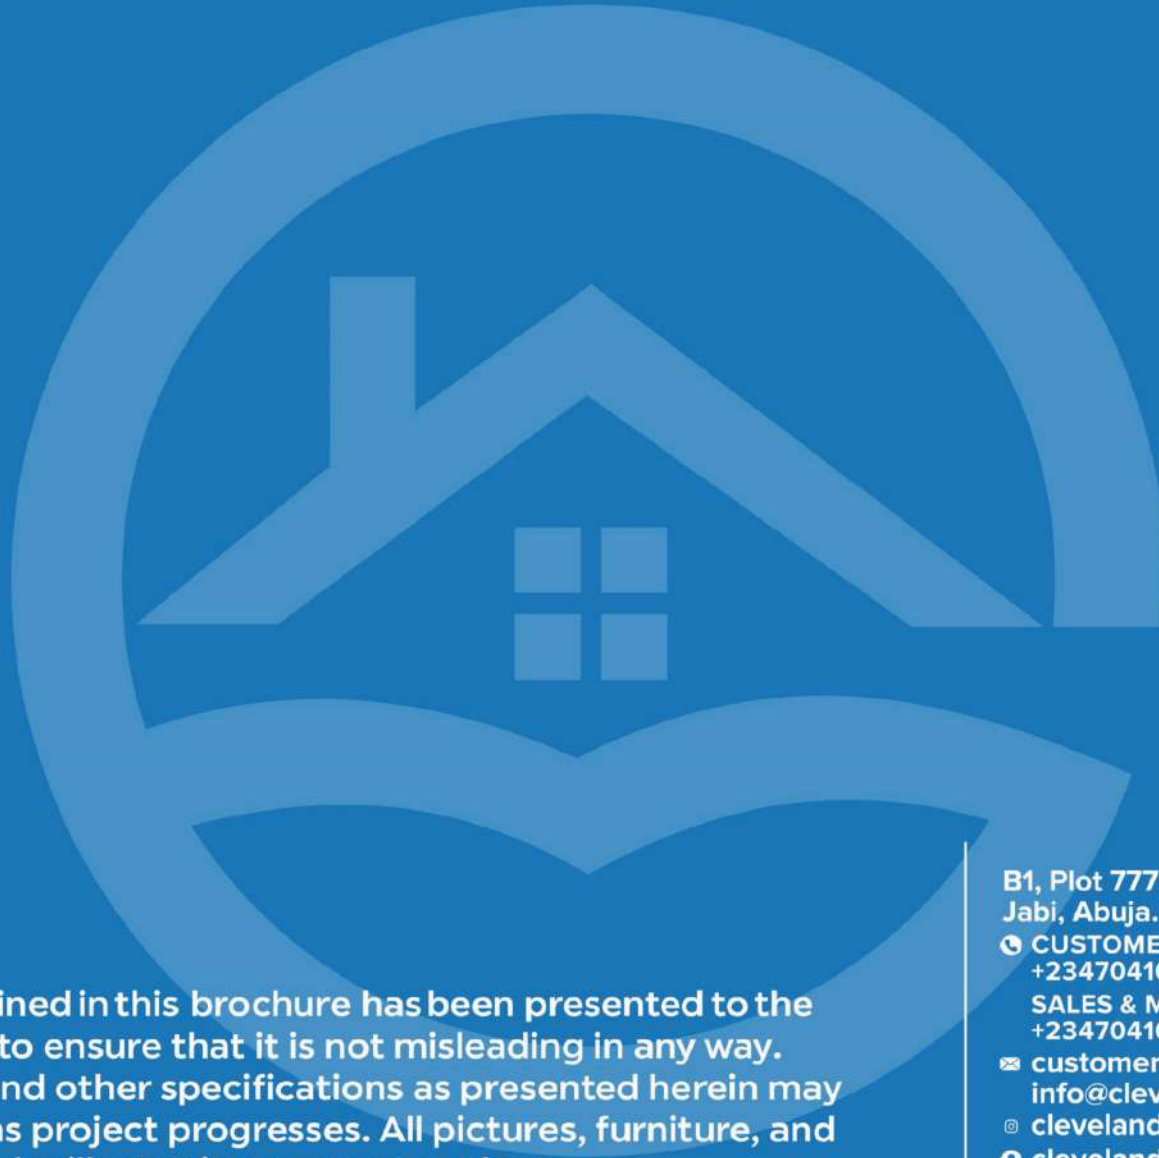 ined in this brochure has been presented to the
to ensure that it is not misleading in any way.
nd other specifications as presented herein may
as project progresses. All pictures, furniture, and
B1, Plot 777
Jabi, Abuja.
CUSTOME
+23470410
SALES & M
+23470410
customer
info@clev
cleveland
cleveland